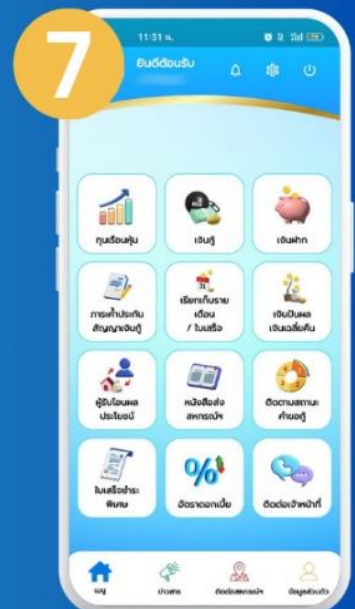 7
11:31 น.
ยินดีต้อนรับ
ทุนเรือนหุ้น
เงินกู้
เงินฝาก
ภาระค้ำประกัน
สัญญาเงินกู้
เรียกเก็บราย
เดือน
/ ใบเสร็จ
เงินปันผล
เงินเฉลี่ยคืน
ผู้รับโอนผล
ประโยชน์
หนังสือส่ง
สหกรณ์ฯ
ติดตามสถานะ
คำขอกู้
ใบเสร็จชำระ
พิเศษ
อัตราดอกเบี้ย
ติดต่อเจ้าหน้าที่
เมนู
ข่าวสาร
ติดต่อสหกรณ์ฯ
ข้อมูลส่วนตัว